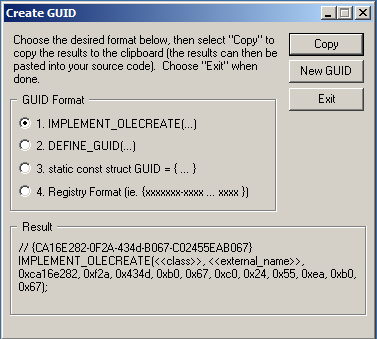 Create GUID
Choose the desired format below, then select "Copy" to
copy the results to the clipboard (the results can then be
pasted into your source code).  Choose "Exit" when
done.
Copy
New GUID
Exit
GUID Format
1. IMPLEMENT_OLECREATE(...)
2. DEFINE_GUID(...)
3. static const struct GUID = { ... }
4. Registry Format (ie. {xxxxxxx-xxxx ... xxxx })
Result
// {CA16E282-0F2A-434d-B067-C02455EAB067}
IMPLEMENT_OLECREATE(<<class>>, <<external_name>>,
0xca16e282, 0xf2a, 0x434d, 0xb0, 0x67, 0xc0, 0x24, 0x55, 0xea, 0xb0,
0x67);